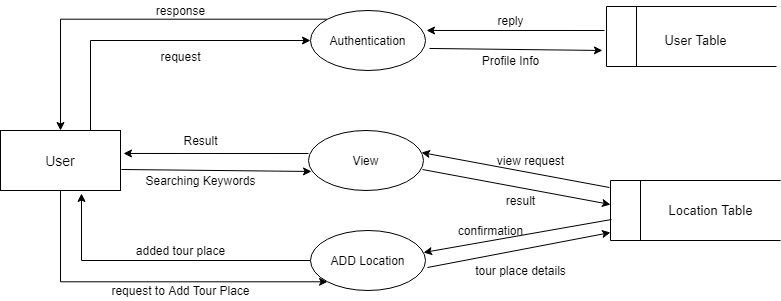 response
reply
Authentication
User Table
request
Profile Info
Result
view request
User
View
Searching Keywords
result
Location Table
confirmation
added tour place
ADD Location
tour place details
request to Add Tour Place